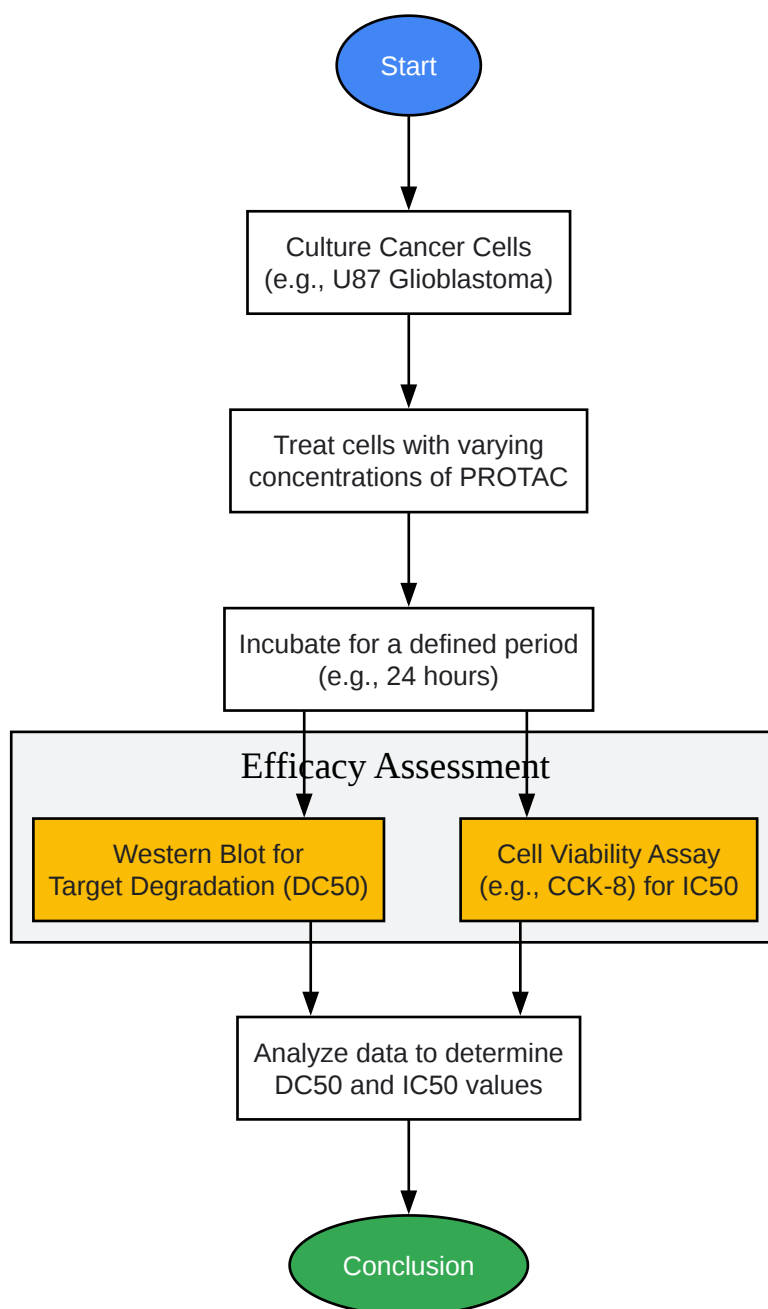 Start
Culture Cancer Cells
(e.g., U87 Glioblastoma)
Treat cells with varying
concentrations of PROTAC
Incubate for a defined period
(e.g., 24 hours)
Efficacy Assessment
Western Blot for
Target Degradation (DC50)
Cell Viability Assay
(e.g., CCK-8) for IC50
Analyze data to determine
DC50 and IC50 values
Conclusion